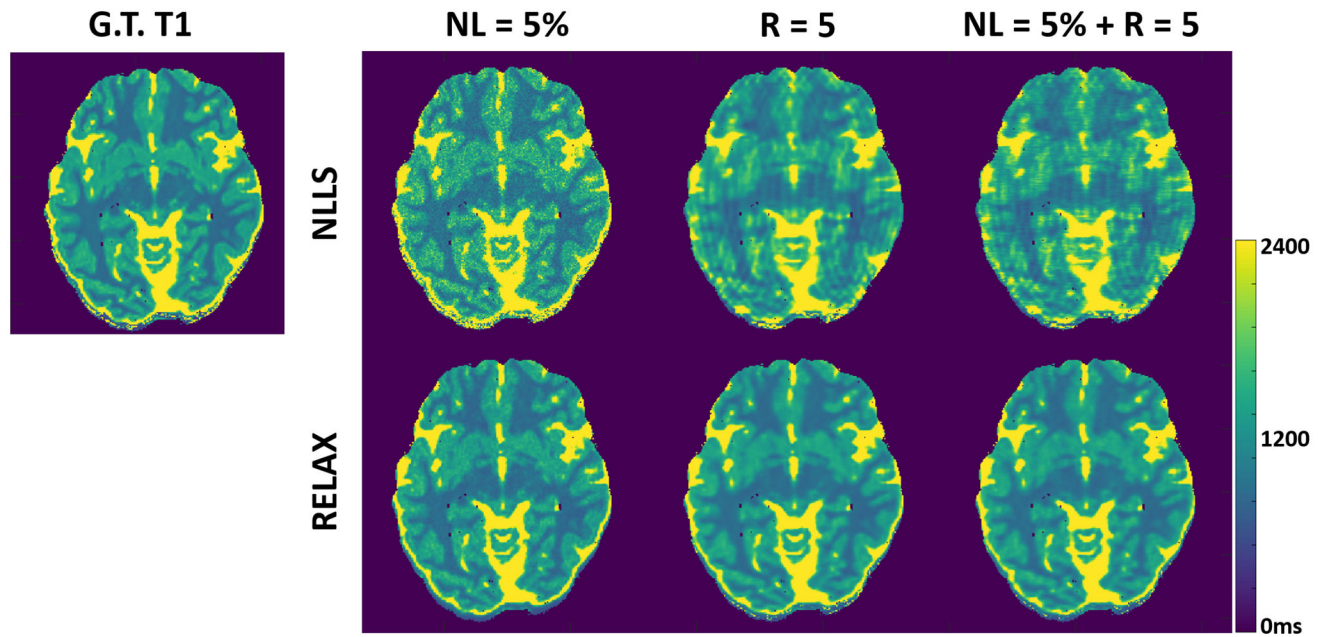 G.T. T1
NL = 5%
R = 5
NL = 5% + R = 5
NLLS
RELAX
2400
1200
0ms